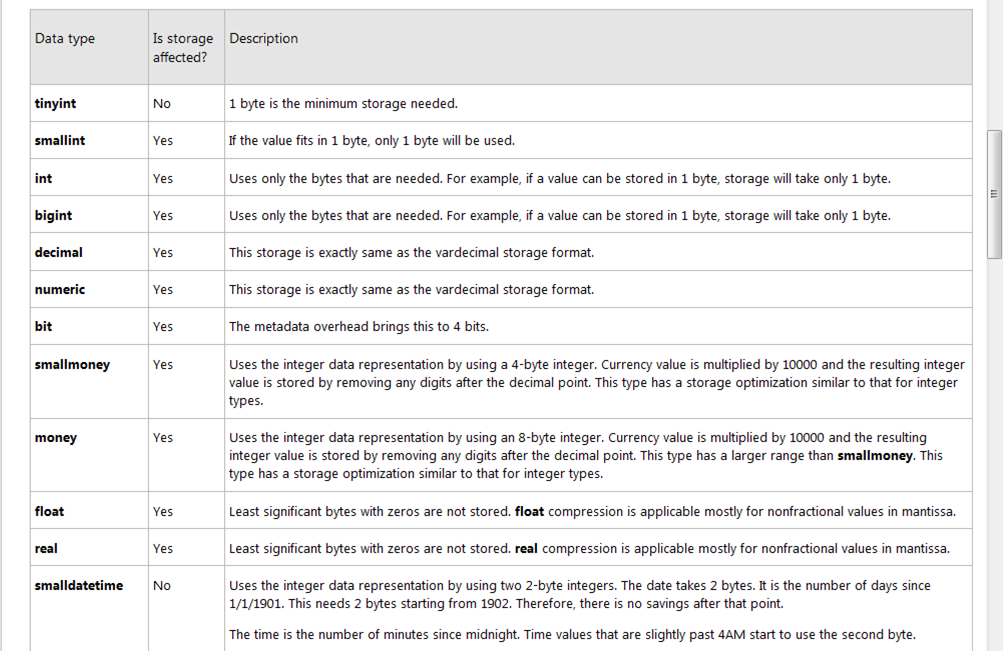 Data type Is storage Description
affected?
tinyint No 1 byte is the minimum storage needed.
smallint Yes If the value fits in 1 byte, only 1 byte will be used.
int Yes Uses only the bytes that are needed. For example, if a value can be stored in 1 byte, storage will take only 1 byte.
bigint Yes Uses only the bytes that are needed. For example, if a value can be stored in 1 byte, storage will take only 1 byte.
decimal Yes This storage is exactly same as the vardecimal storage format.
numeric Yes This storage is exactly same as the vardecimal storage format.
bit Yes The metadata overhead brings this to 4 bits.
smallmoney Yes Uses the integer data representation by using a 4-byte integer. Currency value is multiplied by 10000 and the resulting integer
value is stored by removing any digits after the decimal point. This type has a storage optimization similar to that for integer
types.
money Yes Uses the integer data representation by using an 8-byte integer. Currency value is multiplied by 10000 and the resulting
integer value is stored by removing any digits after the decimal point. This type has a larger range than smallmoney. This
type has a storage optimization similar to that for integer types.
float Yes Least significant bytes with zeros are not stored. float compression is applicable mostly for nonfractional values in mantissa.
real Yes Least significant bytes with zeros are not stored. real compression is applicable mostly for nonfractional values in mantissa.
smalldatetime No Uses the integer data representation by using two 2-byte integers. The date takes 2 bytes. It is the number of days since
1/1/1901. This needs 2 bytes starting from 1902. Therefore, there is no savings after that point.
The time is the number of minutes since midnight. Time values that are slightly past 4AM start to use the second byte.